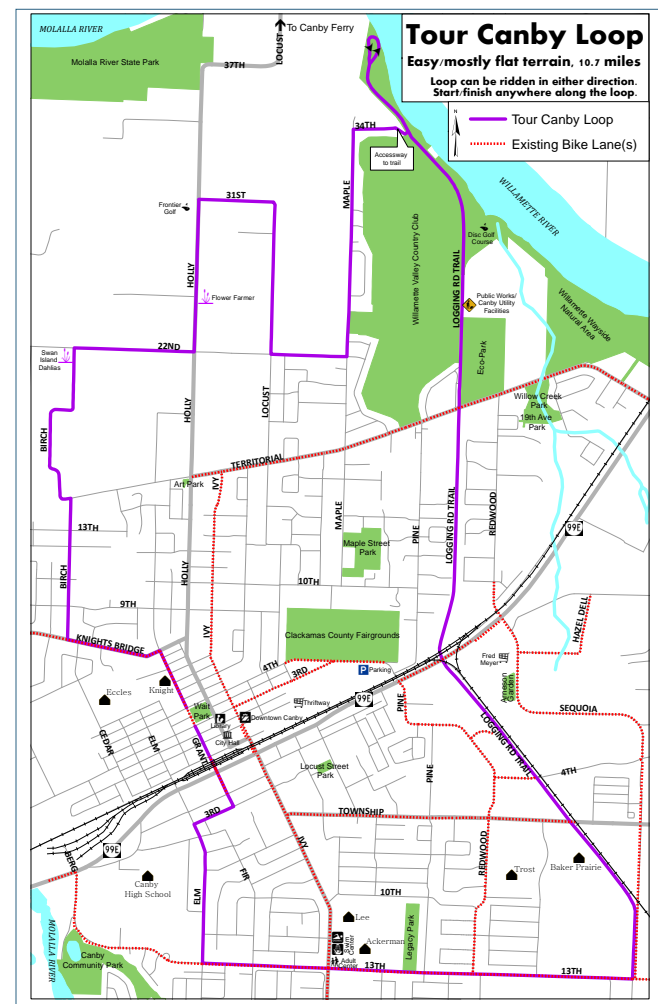 MOLALLA RIVER
Molalla River State Park
37TH
LOCUST
To Canby Ferry
Tour Canby Loop
Easy/mostly flat terrain, 10.7 miles
Loop can be ridden in either direction.
Start/finish anywhere along the loop.
N
Tour Canby Loop
Existing Bike Lane(s)
34TH
Accessway
to trail
WILLAMETTE RIVER
31ST
MAPLE
Frontier
Golf
HOLLY
Flower Farmer
Willamette Valley Country Club
Disc Golf
Course
LOGGING RD TRAIL
Public Works/
Canby Utility
Facilities
Willamette Wayside
Natural Area
Eco-Park
22ND
Swan
Island
Dahlias
BIRCH
HOLLY
LOCUST
Willow Creek
Park
19th Ave
Park
TERRITORIAL
Art Park
IVY
13TH
MAPLE
PINE
LOGGING RD TRAIL
REDWOOD
99E
Maple Street
Park
BIRCH
HOLLY
10TH
9TH
IVY
HAZEL DELL
Clackamas County Fairgrounds
KNIGHTS BRIDGE
4TH
3RD
P
Parking
Fred
Meyer
Arneson
Garden
Eccles
Knight
99E
PINE
SEQUOIA
Wait
Park
Library
Downtown Canby
City Hall
Thriftway
CEDAR
ELM
GRANT
LOGGING RD TRAIL
Locust Street
Park
PINE
4TH
3RD
TOWNSHIP
BERG
99E
IVY
REDWOOD
Trost
Baker Prairie
Canby
High School
ELM
FIR
10TH
Lee
Legacy Park
Swim
Center
Ackerman
Adult
Center
MOLALLA RIVER
Canby
Community Park
13TH
13TH